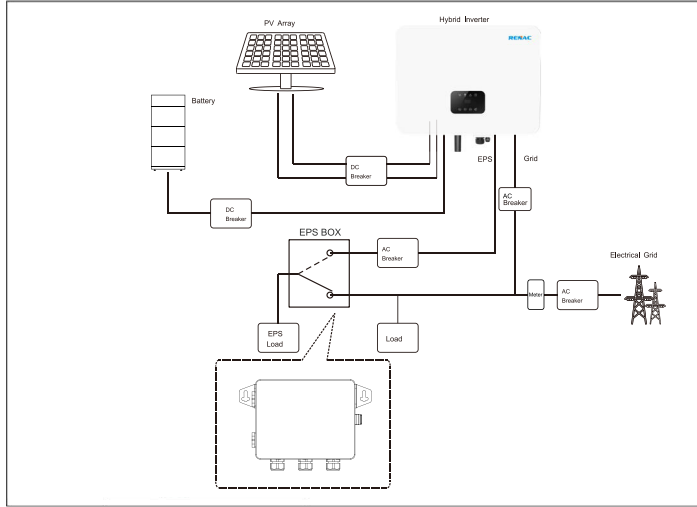 PV Array
Hybrid Inverter
RENAC
Battery
EPS
Grid
DC
Breaker
AC
Breaker
DC
Breaker
EPS BOX
AC
Breaker
Electrical Grid
Meter
AC
Breaker
EPS
Load
Load